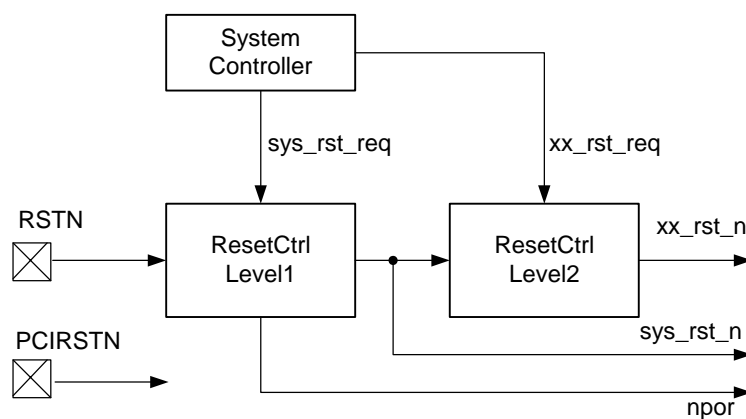 System
Controller
sys_rst_req
xx_rst_req
RSTN
ResetCtrl
Level1
ResetCtrl
Level2
xx_rst_n
sys_rst_n
PCIRSTN
npor